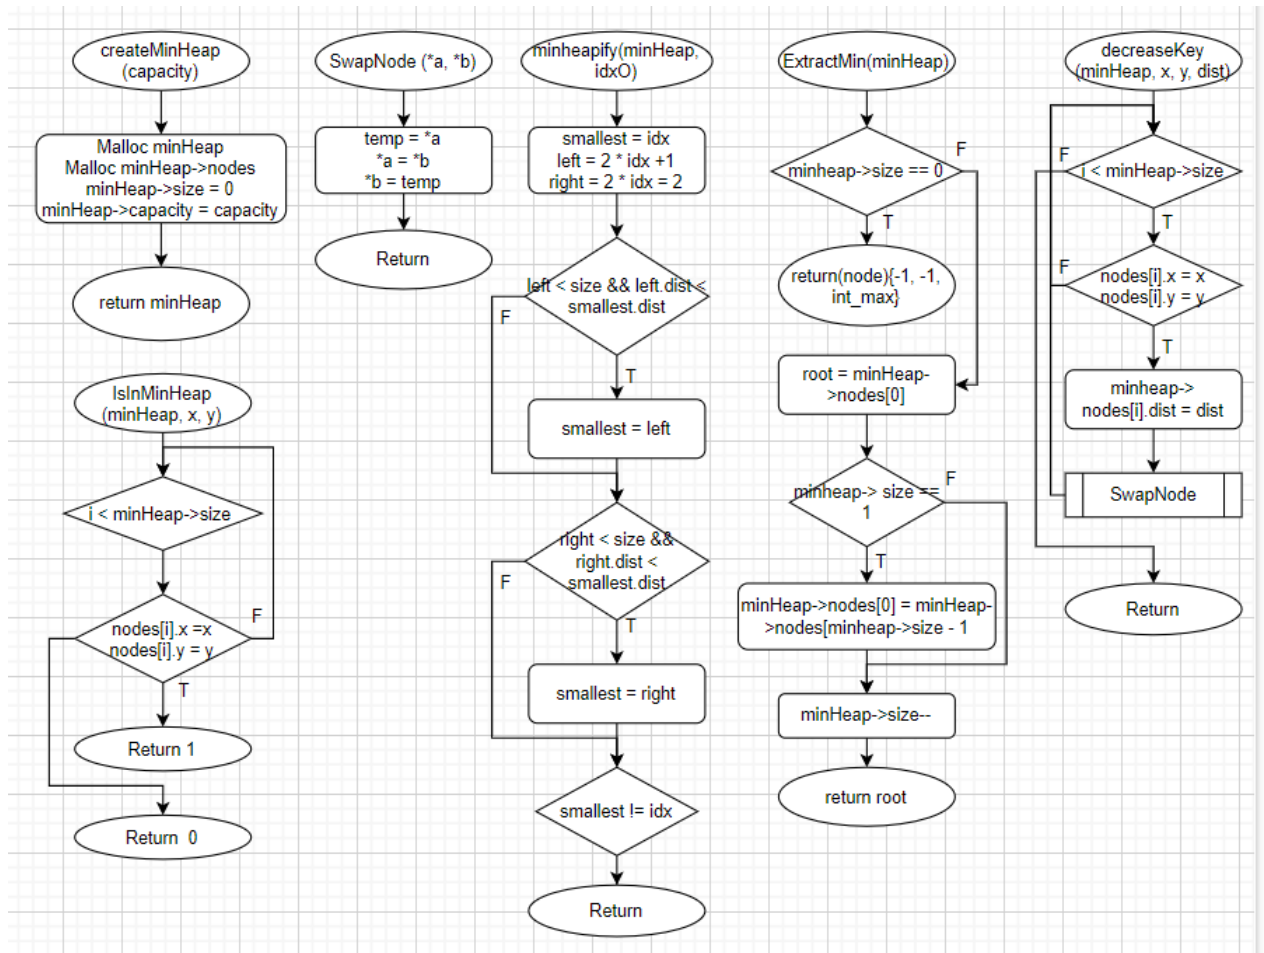 createMinHeap
(capacity)
Malloc minHeap
Malloc minHeap->nodes
minHeap->size = 0
minHeap->capacity = capacity
return minHeap
IsInMinHeap
(minHeap, x, y)
i < minHeap->size
nodes[i].x =x
nodes[i].y = y
F
T
Return 1
Return 0
SwapNode (*a, *b)
temp = *a
*a = *b
*b = temp
Return
minheapify(minHeap,
idxO)
smallest = idx
left = 2 * idx +1
right = 2 * idx = 2
left < size && left.dist <
smallest.dist
F
T
smallest = left
right < size &&
right.dist <
smallest.dist
F
T
smallest = right
smallest != idx
Return
ExtractMin(minHeap)
minheap->size == 0
F
T
return(node){-1, -1,
int_max}
root = minHeap-
>nodes[0]
minheap-> size ==
1
F
T
minHeap->nodes[0] = minHeap-
>nodes[minheap->size - 1
minHeap->size--
return root
decreaseKey
(minHeap, x, y, dist)
F
i < minHeap->size
T
F
nodes[i].x = x
nodes[i].y = y
T
minheap->
nodes[i].dist = dist
SwapNode
Return